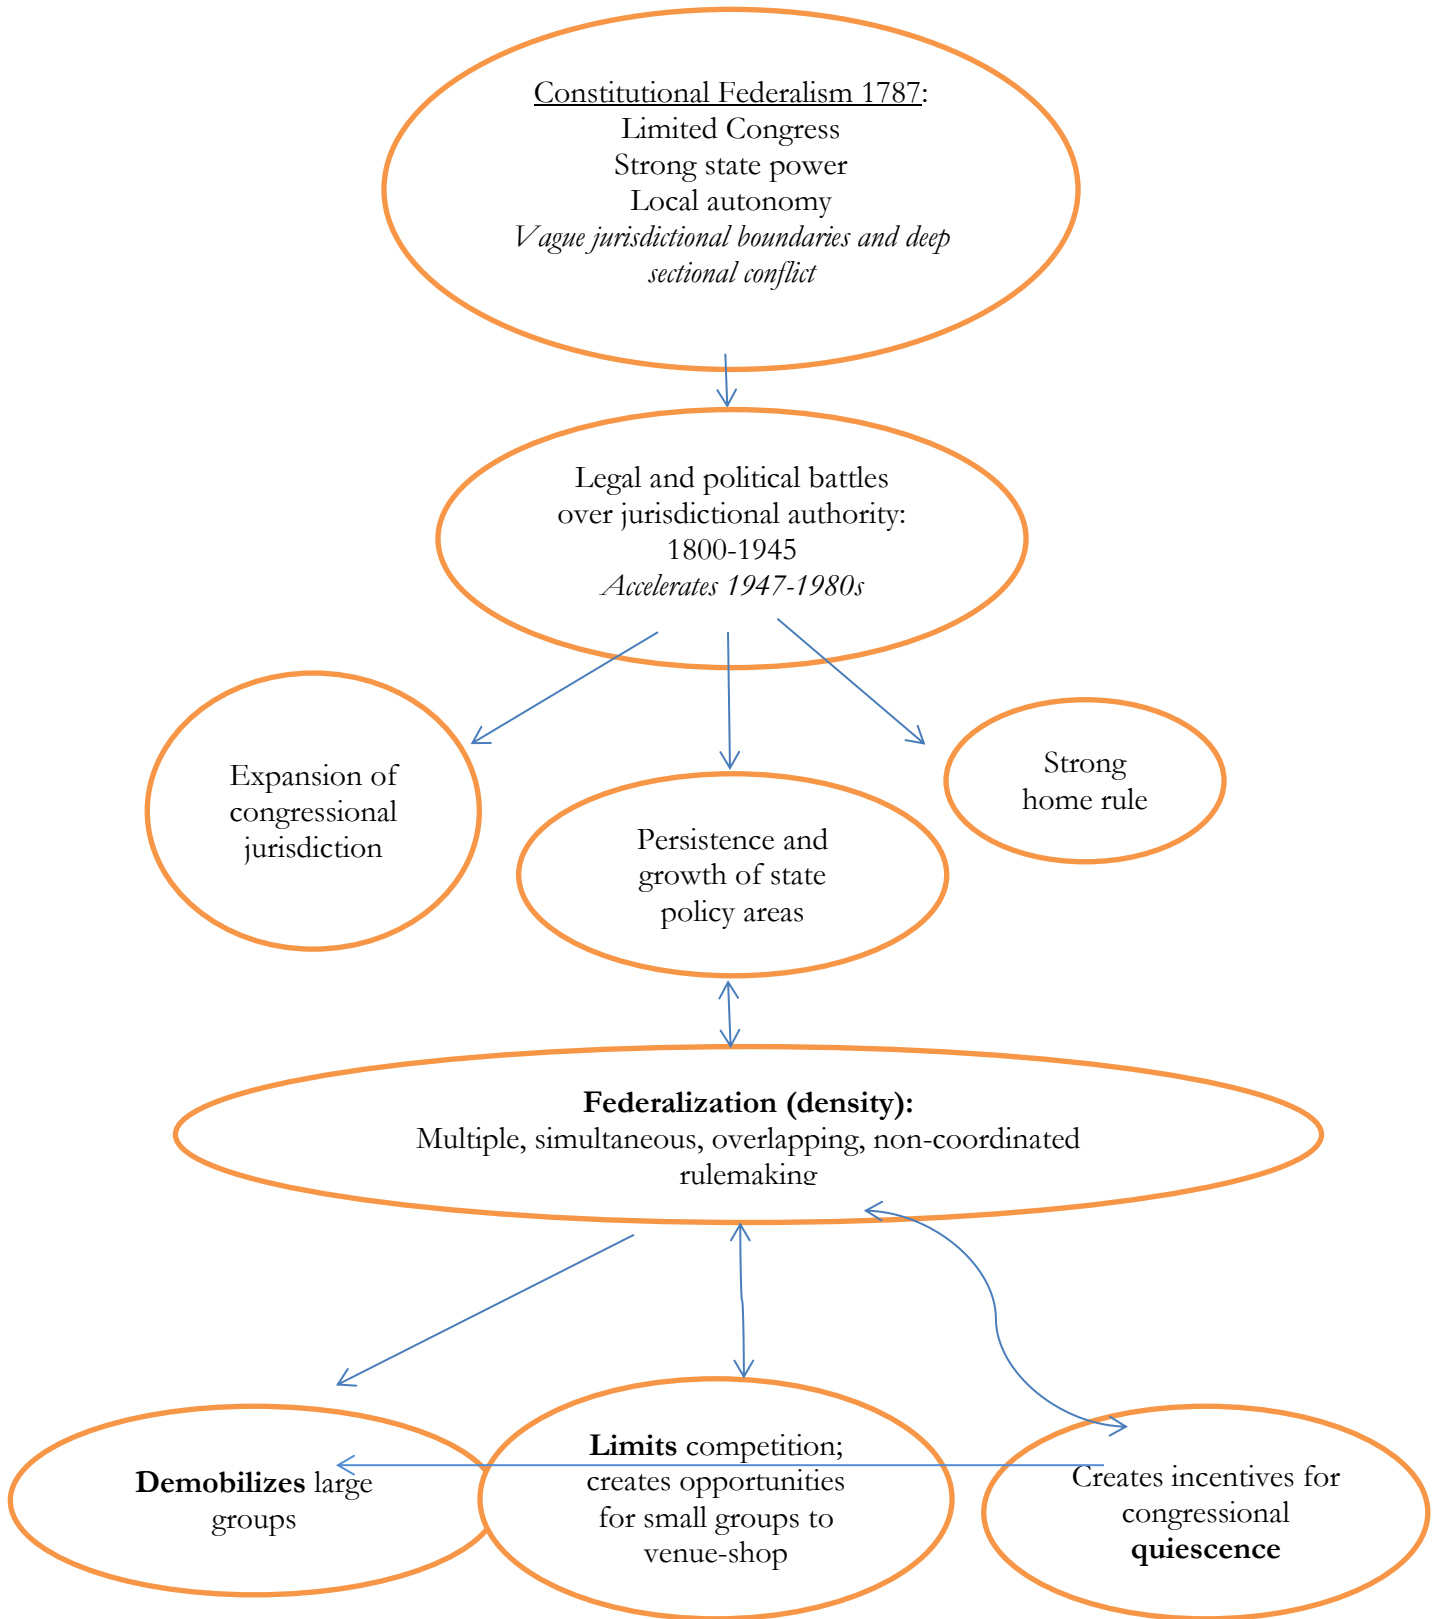 Constitutional Federalism 1787:
Limited Congress
Strong state power
Local autonomy
Vague jurisdictional boundaries and deep
sectional conflict
Legal and political battles
over jurisdictional authority:
1800-1945
Accelerates 1947-1980s
Expansion of
congressional
jurisdiction
Persistence and
growth of state
policy areas
Strong
home rule
Federalization (density):
Multiple, simultaneous, overlapping, non-coordinated
rulemaking
Demobilizes large
groups
Limits competition;
creates opportunities
for small groups to
venue-shop
Creates incentives for
congressional
quiescence